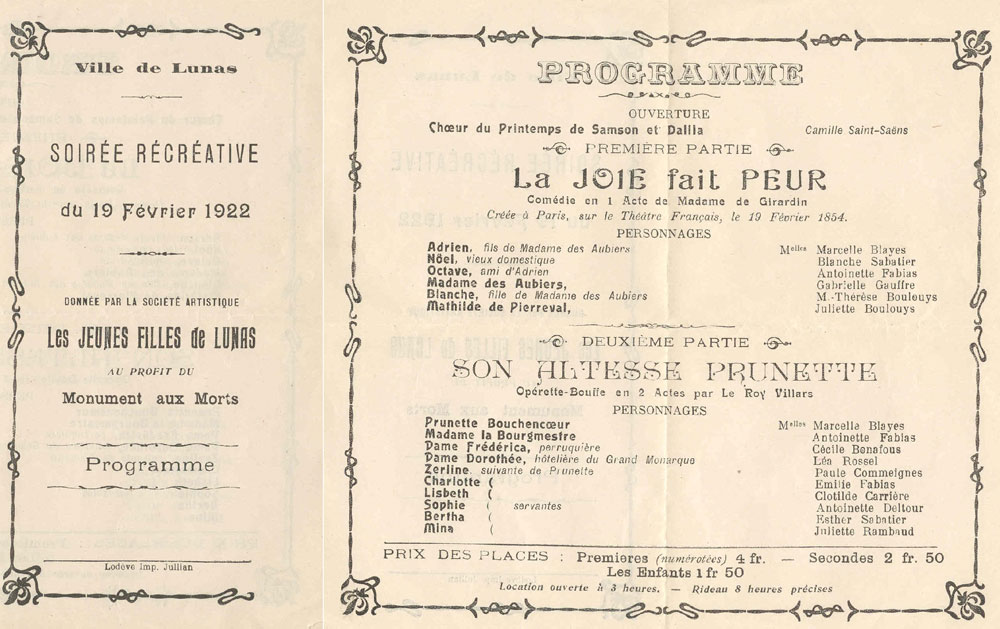 Ville de Lunas
SOIRÉE RÉCRÉATIVE
du 19 Février 1922
DONNÉE PAR LA SOCIÉTÉ ARTISTIQUE
Les JEUNES FILLES de LUNAS
AU PROFIT DU
Monument aux Morts
Programme
Lodève Imp. Jullian
PROGRAMME
OUVERTURE
Chœur du Printemps de Samson et Dalila Camille Saint-Saëns
PREMIÈRE PARTIE
La JOIE fait PEUR
Comédie en 1 Acte de Madame de Girardin
Créée à Paris, sur le Théâtre Français, le 19 Février 1854.
PERSONNAGES
Adrien, fils de Madame des Aubiers Melles Marcelle Blayes
Nöel, vieux domestique Blanche Sabatier
Octave, ami d'Adrien Antoinette Fabias
Madame des Aubiers, Gabrielle Gauffre
Blanche, fille de Madame des Aubiers M.-Thérèse Boulouys
Mathilde de Pierreval, Juliette Boulouys
DEUXIÈME PARTIE
SON ALTESSE PRUNETTE
Opérette-Bouffe en 2 Actes par Le Roy Villars
PERSONNAGES
Prunette Bouchencœur Melles Marcelle Blayes
Madame la Bourgmestre Antoinette Fabias
Dame Frédérica, perruquière Cécile Bonafous
Dame Dorothée, hôtelière du Grand Monarque Léa Rossel
Zerline, suivante de Prunette Paule Commeignes
Charlotte ( Emilie Fabias
Lisbeth ( Clotilde Carrière
Sophie ( servantes Antoinette Deltour
Bertha ( Esther Sabatier
Mina ( Juliette Rambaud
PRIX DES PLACES : Premieres (numérotées) 4 fr. — Secondes 2 fr. 50
Les Enfants 1 fr 50
Location ouverte à 3 heures. — Rideau 8 heures précises